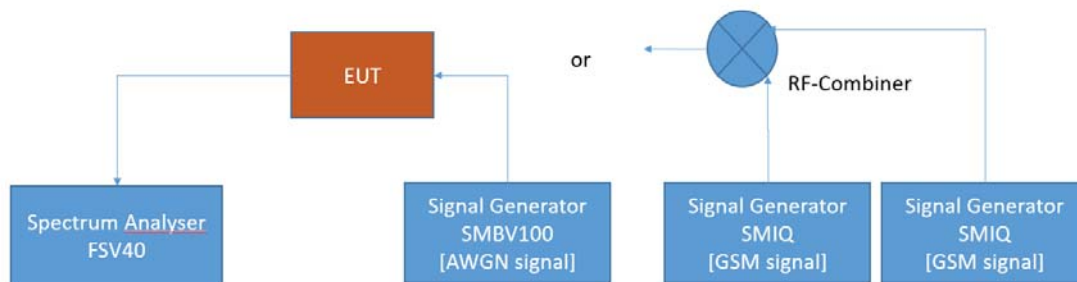 EUT
or
RF-Combiner
Spectrum Analyser
FSV40
Signal Generator
SMBV100
[AWGN signal]
Signal Generator
SMIQ
[GSM signal]
Signal Generator
SMIQ
[GSM signal]